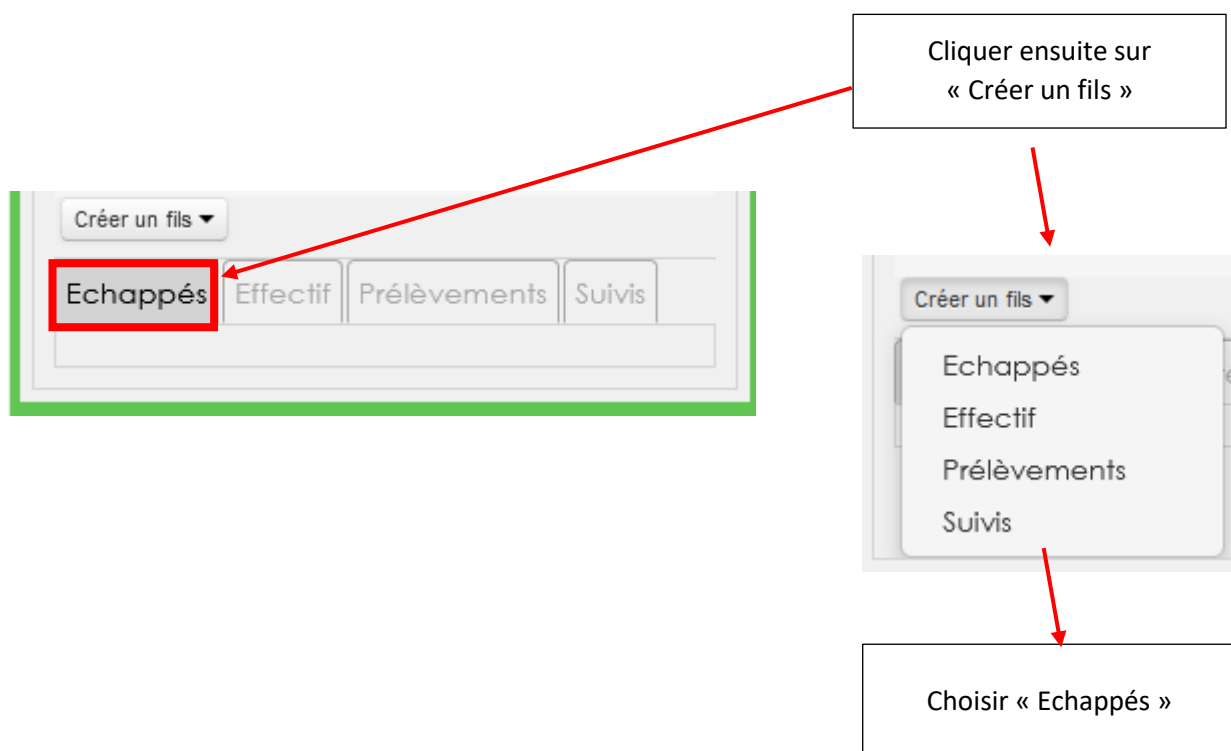 Cliquer ensuite sur
« Créer un fils »
Créer un fils
Echappés Effectif Prélèvements Suivis
Créer un fils
Echappés
Effectif
Prélèvements
Suivis
Choisir « Echappés »